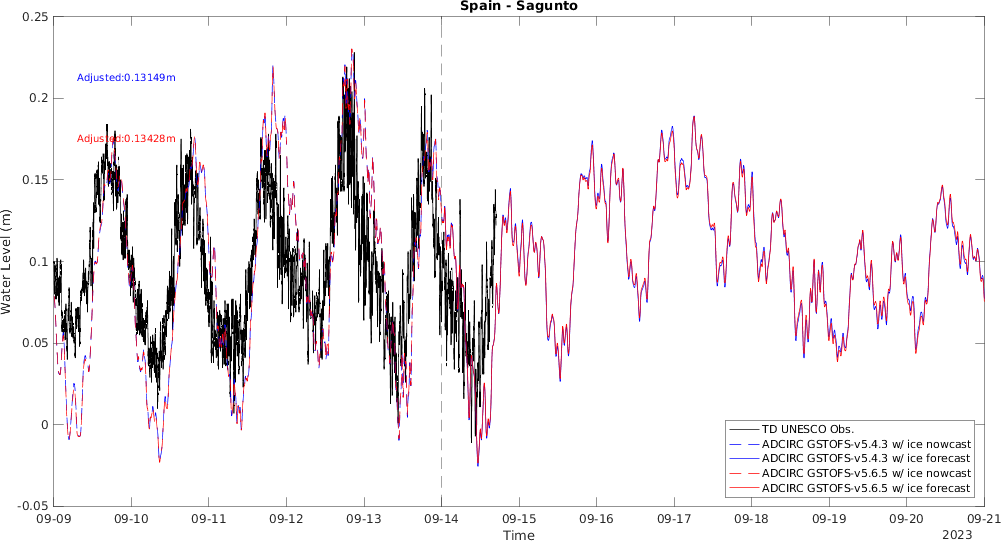 Spain - Sagunto
0.25
0.2
0.15
0.1
0.05
0
-0.05
Water Level (m)
Adjusted:0.13149m
Adjusted:0.13428m
TD UNESCO Obs.
ADCIRC GSTOFS-v5.4.3 w/ ice nowcast
ADCIRC GSTOFS-v5.4.3 w/ ice forecast
ADCIRC GSTOFS-v5.6.5 w/ ice nowcast
ADCIRC GSTOFS-v5.6.5 w/ ice forecast
09-09 09-10 09-11 09-12 09-13 09-14 09-15 09-16 09-17 09-18 09-19 09-20 09-21
Time
2023